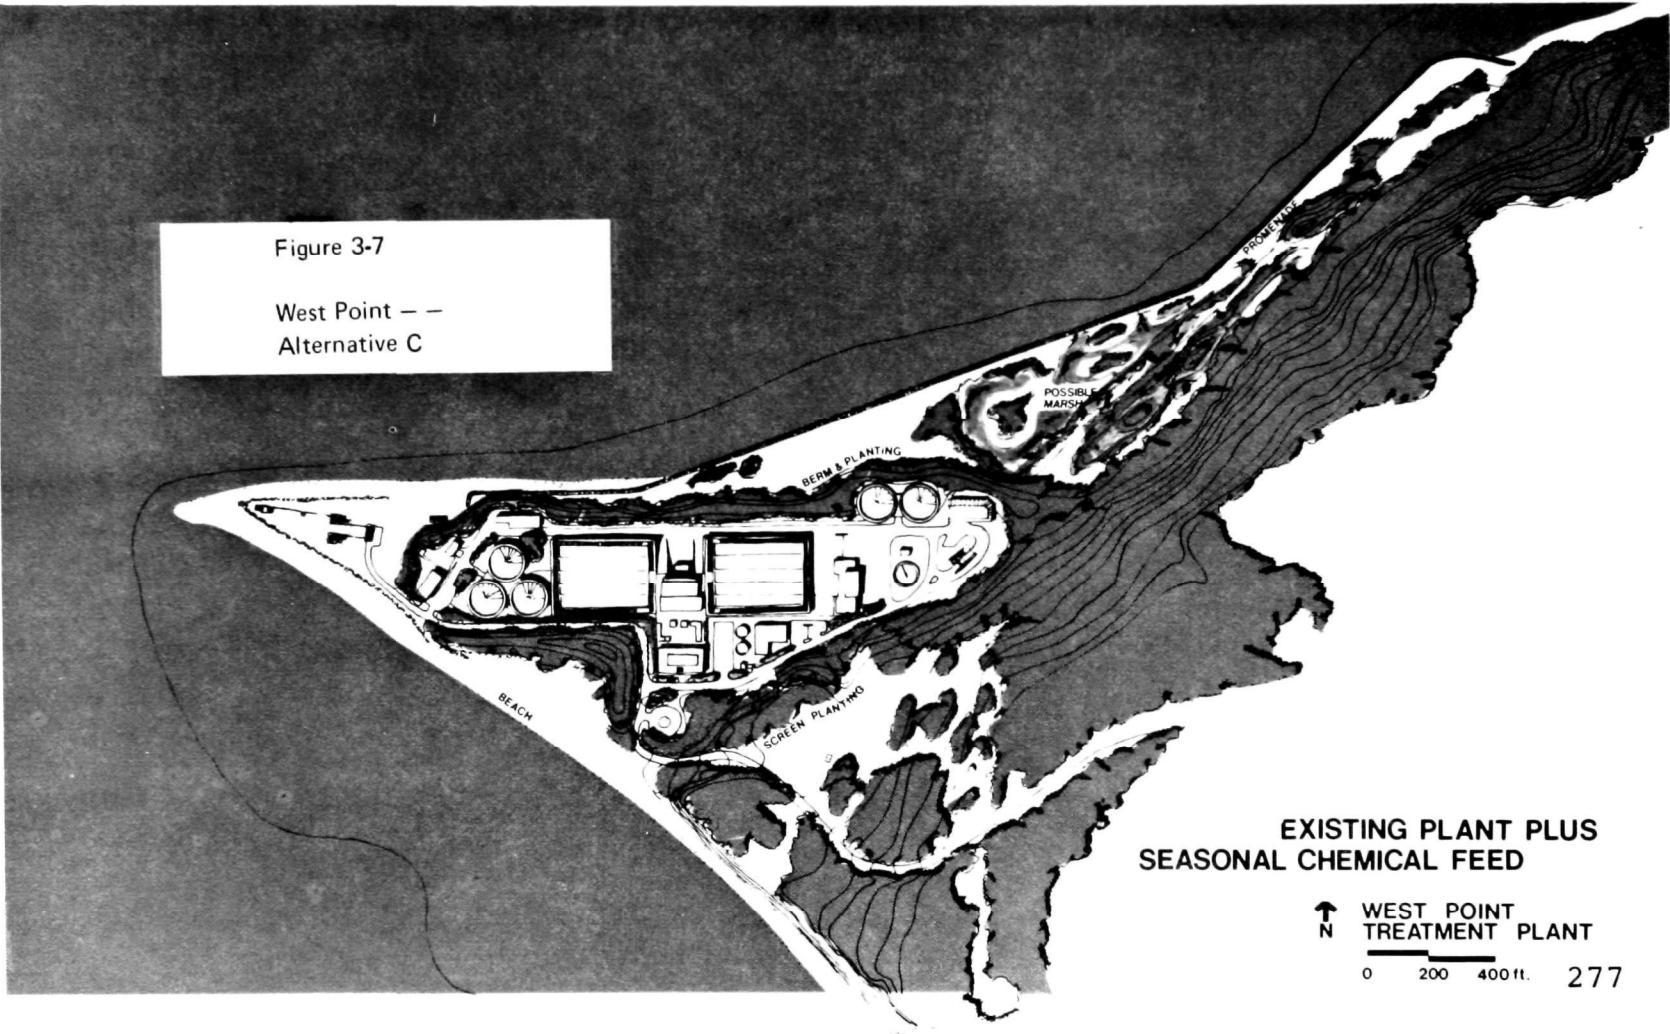 Figure 3-7
West Point — —
Alternative C
PROMENADE
POSSIBLE
MARSH
BERM & PLANTING
BEACH
SCREEN PLANTING
EXISTING PLANT PLUS
SEASONAL CHEMICAL FEED
N
WEST POINT
TREATMENT PLANT
0 200 400 ft.
277